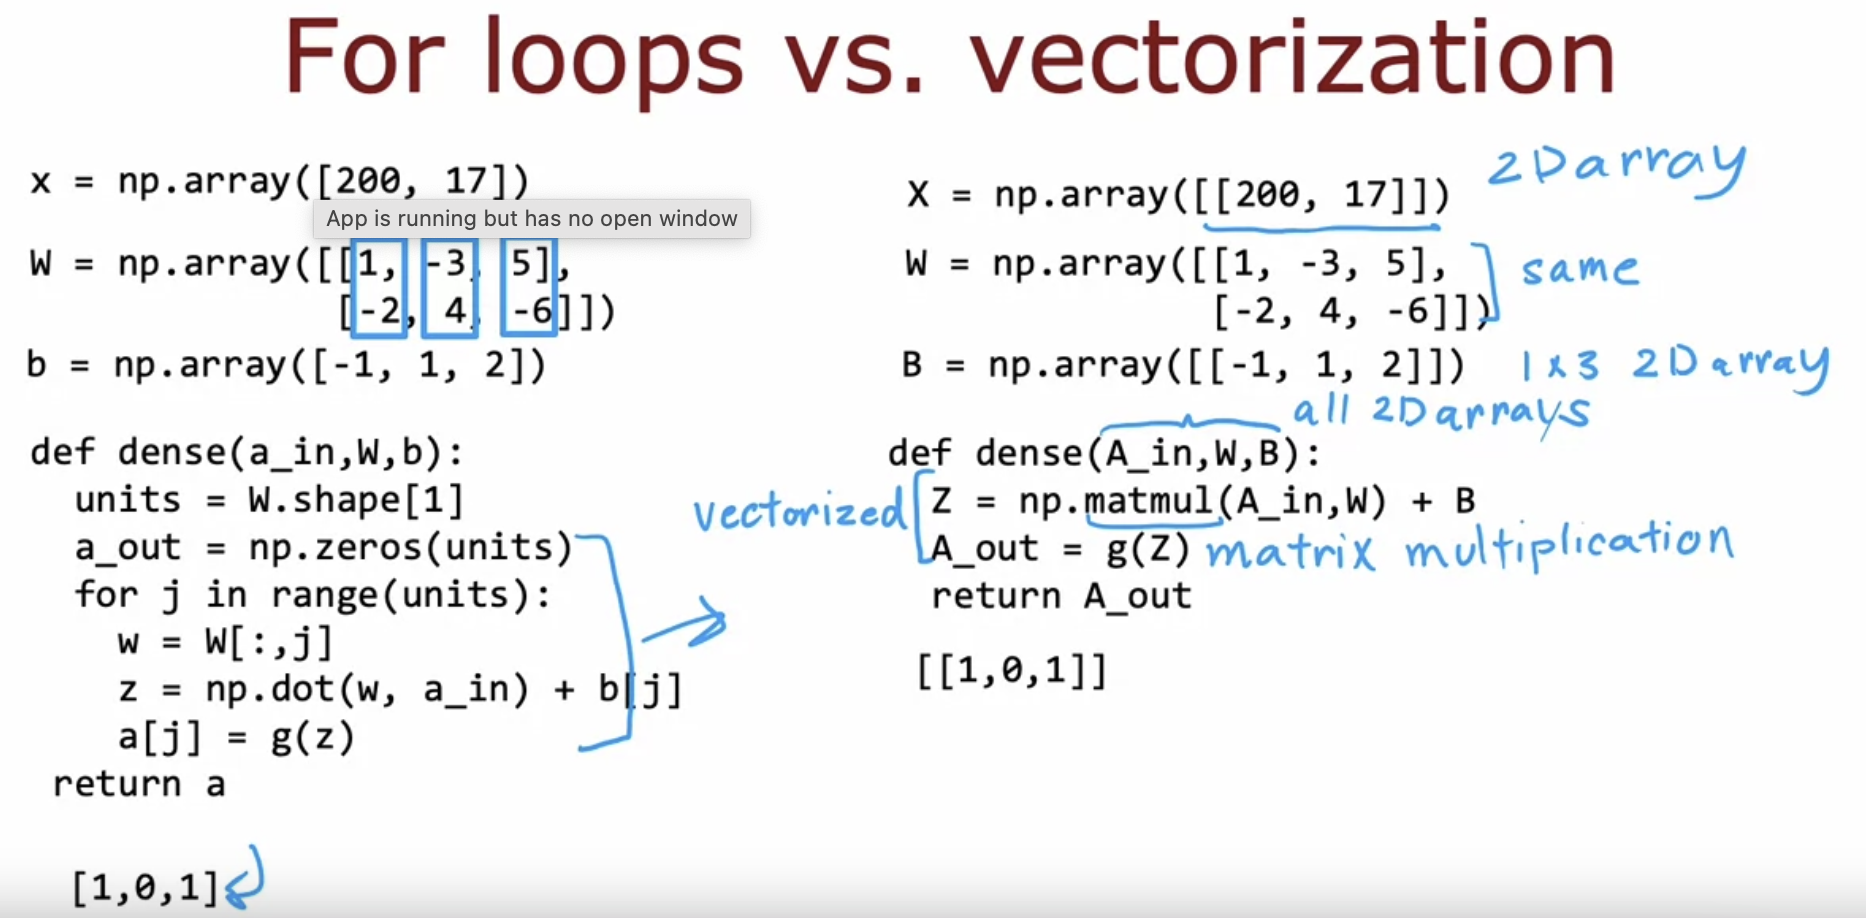 For loops vs. vectorization
x = np.array([200, 17])
App is running but has no open window
W = np.array([[1, -3, 5],
[-2, 4, -6]])
b = np.array([-1, 1, 2])
def dense(a_in,W,b):
units = W.shape[1]
a_out = np.zeros(units)
for j in range(units):
w = W[:,j]
z = np.dot(w, a_in) + b[j]
a[j] = g(z)
return a
[1,0,1]
X = np.array([[200, 17]]) 2D array
W = np.array([[1, -3, 5],
[-2, 4, -6]])
same
B = np.array([[-1, 1, 2]]) 1 x 3 2D array
all 2D arrays
def dense(A_in,W,B):
vectorized
Z = np.matmul(A_in,W) + B
A_out = g(Z) matrix multiplication
return A_out
[[1,0,1]]